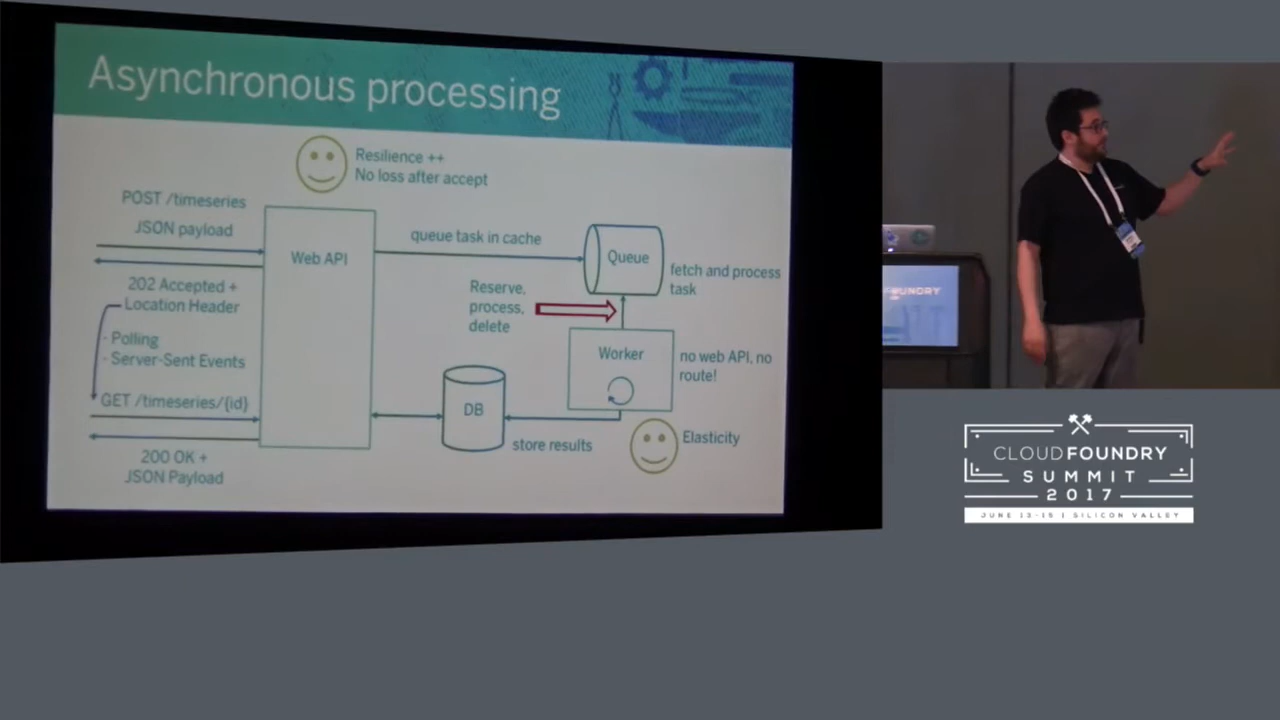 Asynchronous processing
Resilience ++
No loss after accept
POST /timeseries
JSON payload
202 Accepted +
Location Header
- Polling
- Server-Sent Events
GET /timeseries/{id}
200 OK +
JSON Payload
Web API
queue task in cache
Queue
fetch and process
task
Reserve,
process,
delete
Worker
no web API, no
route!
DB
store results
Elasticity
CLOUDFOUNDRY
SUMMIT
2017
JUNE 13-15 | SILICON VALLEY